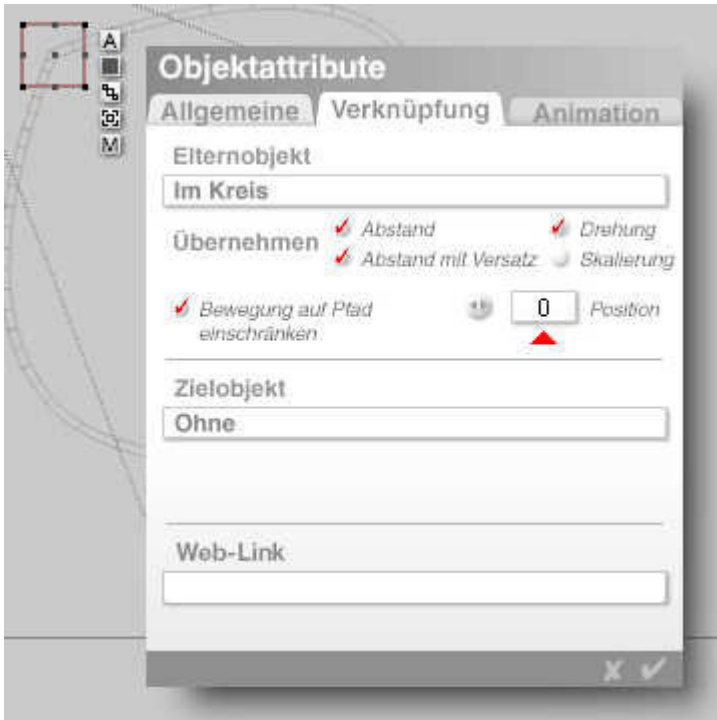 A
M
Objektattribute
Allgemeine Verknüpfung Animation
Elternobjekt
Im Kreis
Übernehmen
Abstand Drehung
Abstand mit Versatz Skalierung
Bewegung auf Pfad
einschränken
0 Position
Zielobjekt
Ohne
Web-Link